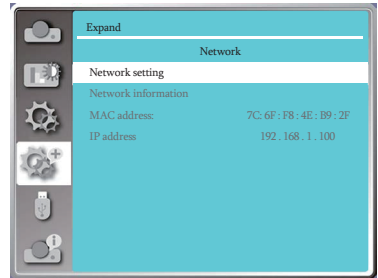 Expand
Network
Network setting
Network information
MAC address: 7C: 6F : F8 : 4E : B9 : 2F
IP address 192 . 168 . 1 . 100